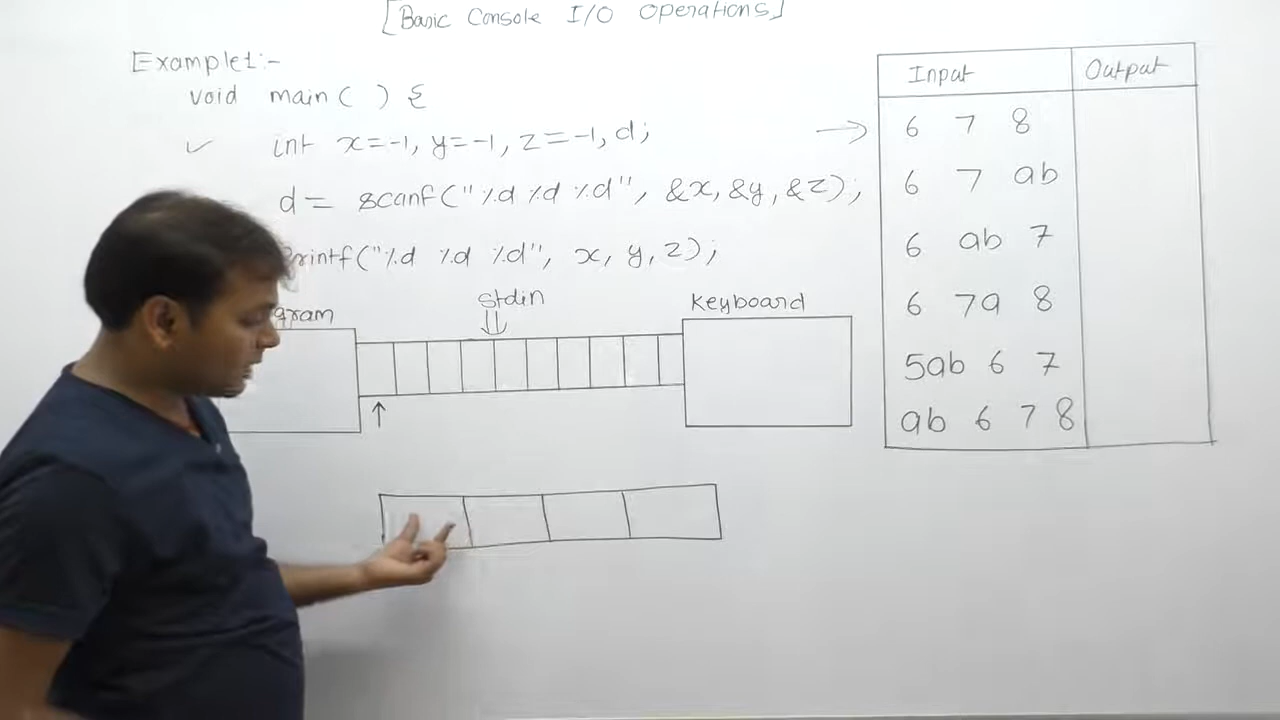 [Basic Console I/O Operations]
Example1:-
void main( ) {
✓ int x=-1, y=-1, z=-1, d;
d = scanf("%d %d %d", &x, &y, &z);
Printf("%d %d %d", x, y, z);
stdin
gram
Keyboard
Input Output
6 7 8
6 7 ab
6 ab 7
6 7a 8
5ab 6 7
ab 6 7 8